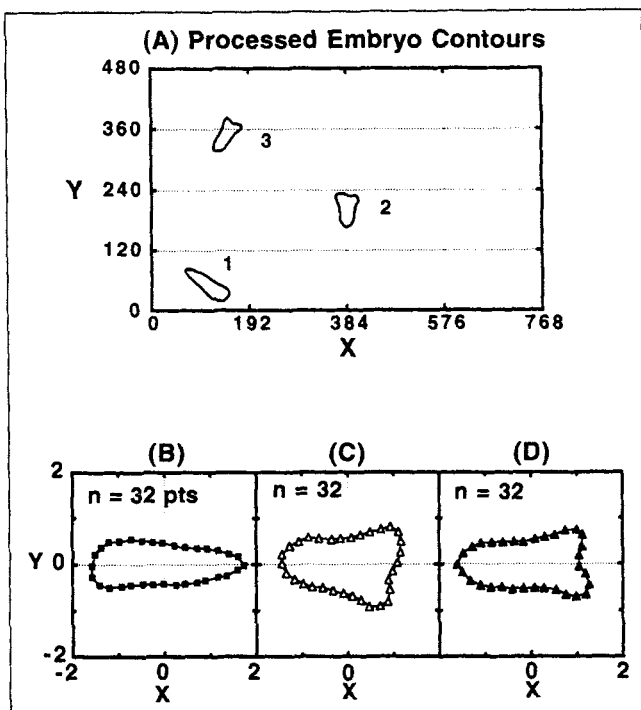 (A) Processed Embryo Contours
480
360
240
120
0
Y
3
2
1
0 192 384 576 768
X
(B) (C) (D)
2
0
-2
Y
n = 32 pts n = 32 n = 32
-2 0 2 0 0 2
X X X